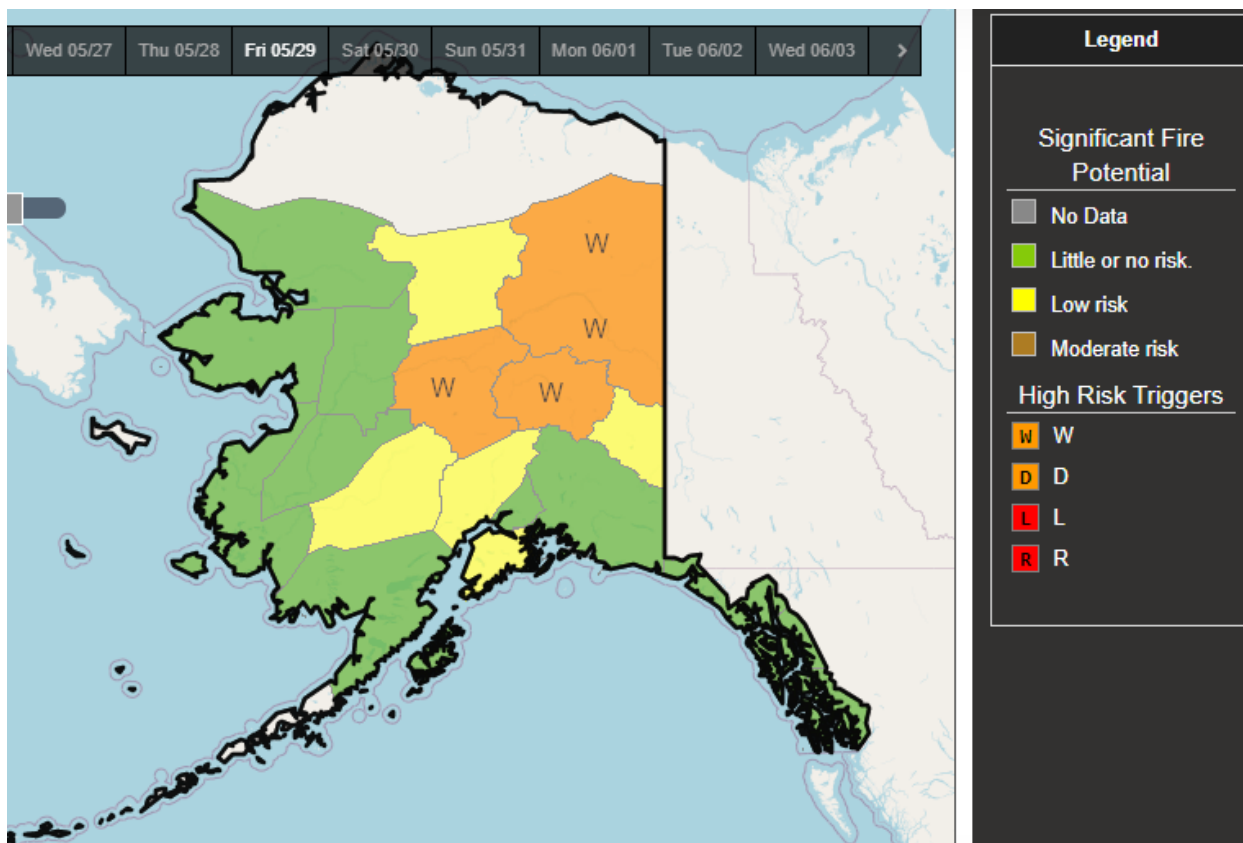 Wed 05/27 Thu 05/28 Fri 05/29 Sat 05/30 Sun 05/31 Mon 06/01 Tue 06/02 Wed 06/03 >
W
W
W
W
Legend
Significant Fire
Potential
No Data
Little or no risk.
Low risk
Moderate risk
High Risk Triggers
W W
D D
L L
R R